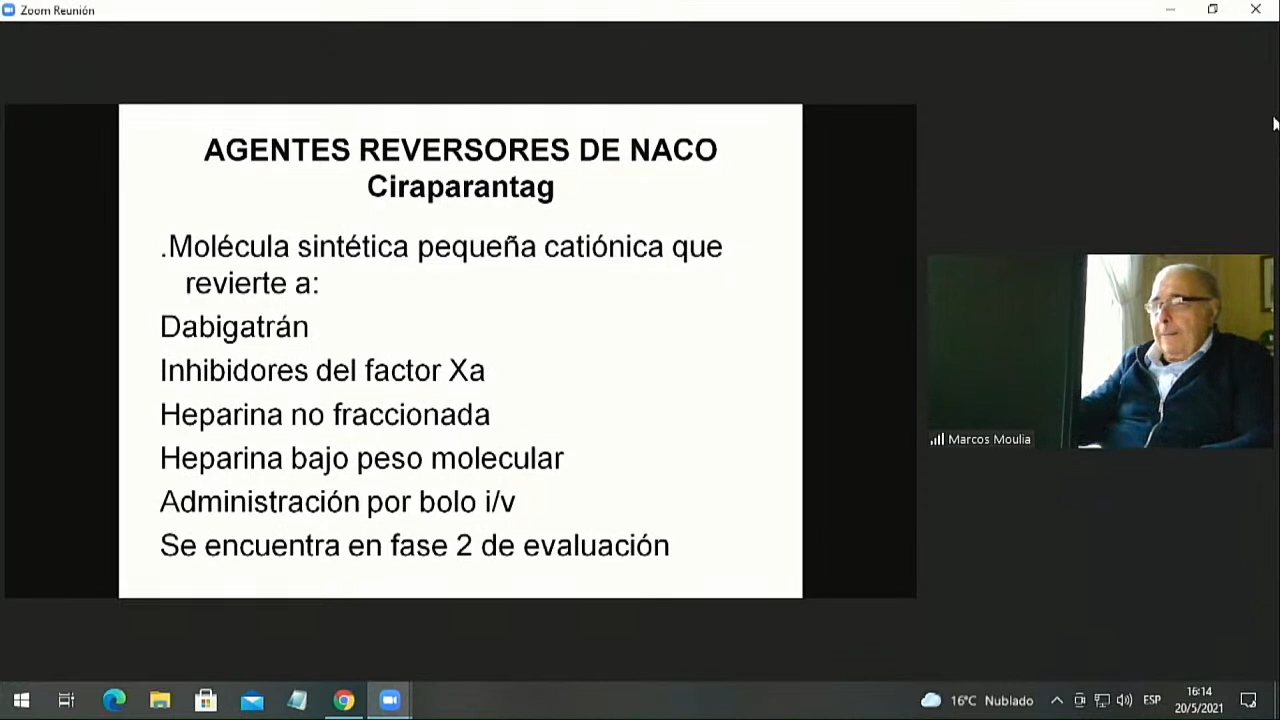 Zoom Reunión
AGENTES REVERSORES DE NACO
Ciraparantag
.Molécula sintética pequeña catiónica que
revierte a:
Dabigatrán
Inhibidores del factor Xa
Heparina no fraccionada
Heparina bajo peso molecular
Administración por bolo i/v
Se encuentra en fase 2 de evaluación
Marcos Moulia
16°C Nublado
ESP
16:14
20/5/2021